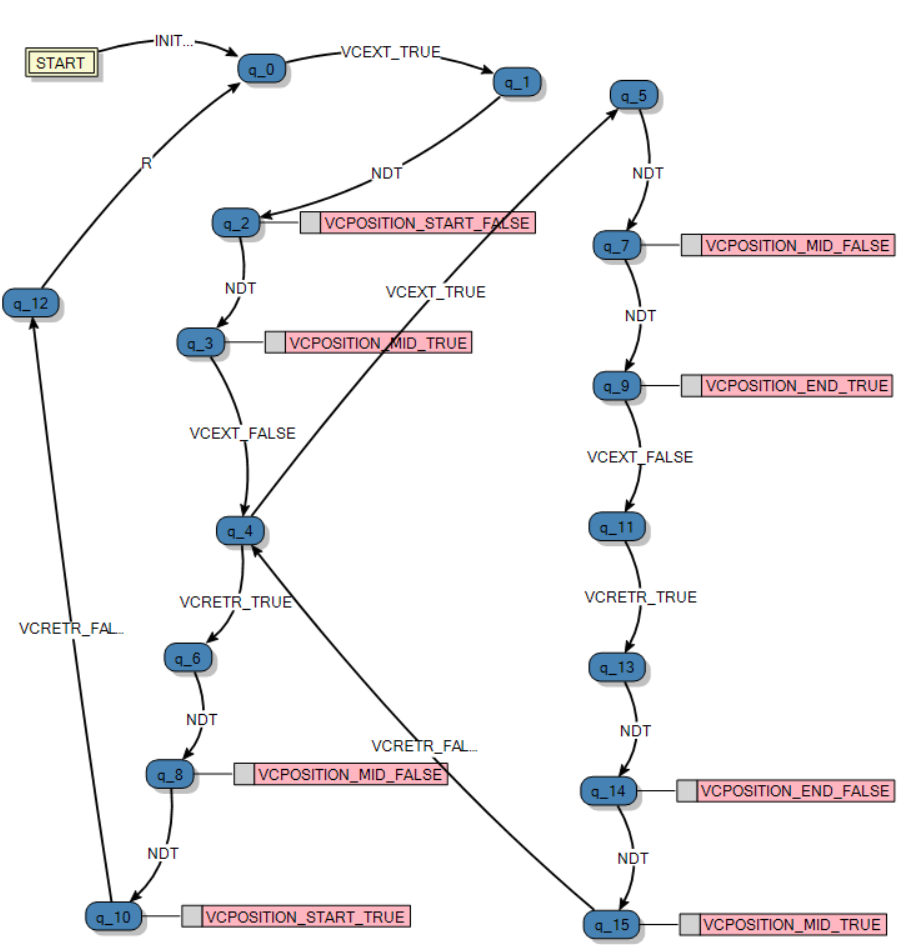 INIT...
START
q_0
VCEXT_TRUE
q_1
q_5
R
NDT
NDT
q_2
VCPOSITION_START_FALSE
q_7
VCPOSITION_MID_FALSE
NDT
VCEXT_TRUE
q_12
NDT
q_3
VCPOSITION_MID_TRUE
q_9
VCPOSITION_END_TRUE
VCEXT_FALSE
VCEXT_FALSE
q_4
q_11
VCRETR_TRUE
VCRETR_TRUE
VCRETR_FAL...
q_6
q_13
NDT
NDT
VCRETR_FAL...
q_8
VCPOSITION_MID_FALSE
q_14
VCPOSITION_END_FALSE
NDT
NDT
q_10
VCPOSITION_START_TRUE
q_15
VCPOSITION_MID_TRUE